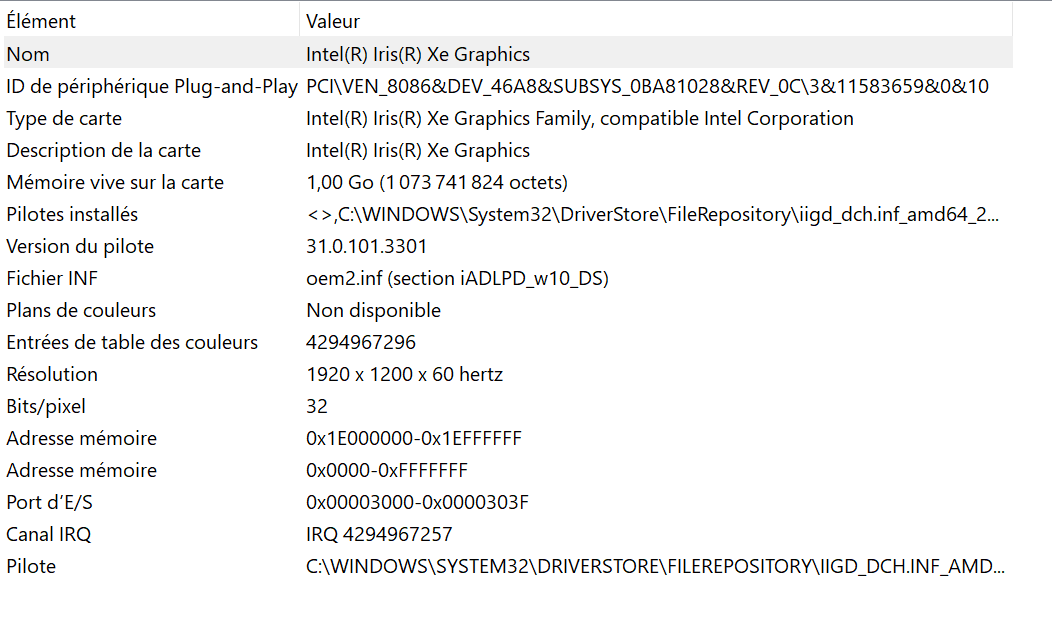 Élément Valeur
Nom Intel(R) Iris(R) Xe Graphics
ID de périphérique Plug-and-Play PCI\VEN_8086&DEV_46A8&SUBSYS_0BA81028&REV_0C\3&11583659&0&10
Type de carte Intel(R) Iris(R) Xe Graphics Family, compatible Intel Corporation
Description de la carte Intel(R) Iris(R) Xe Graphics
Mémoire vive sur la carte 1,00 Go (1 073 741 824 octets)
Pilotes installés <>,C:\WINDOWS\System32\DriverStore\FileRepository\iigd_dch.inf_amd64_2...
Version du pilote 31.0.101.3301
Fichier INF oem2.inf (section iADLPD_w10_DS)
Plans de couleurs Non disponible
Entrées de table des couleurs 4294967296
Résolution 1920 x 1200 x 60 hertz
Bits/pixel 32
Adresse mémoire 0x1E000000-0x1EFFFFFF
Adresse mémoire 0x0000-0xFFFFFFF
Port d’E/S 0x00003000-0x0000303F
Canal IRQ IRQ 4294967257
Pilote C:\WINDOWS\SYSTEM32\DRIVERSTORE\FILEREPOSITORY\IIGD_DCH.INF_AMD...